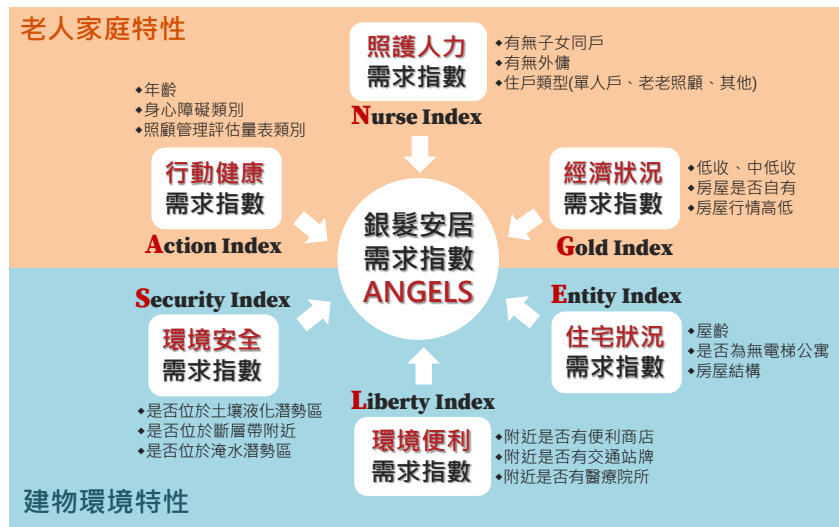 老人家庭特性
照護人力
需求指數
Nurse Index
◆有無子女同戶
◆有無外傭
◆住戶類型(單人戶、老老照顧、其他)
◆年齡
◆身心障礙類別
◆照顧管理評估量表類別
行動健康
需求指數
Action Index
經濟狀況
需求指數
Gold Index
◆低收、中低收
◆房屋是否自有
◆房屋行情高低
銀髮安居
需求指數
ANGELS
Security Index
環境安全
需求指數
◆是否位於土壤液化潛勢區
◆是否位於斷層帶附近
◆是否位於淹水潛勢區
Entity Index
住宅狀況
需求指數
◆屋齡
◆是否為無電梯公寓
◆房屋結構
Liberty Index
環境便利
需求指數
◆附近是否有便利商店
◆附近是否有交通站牌
◆附近是否有醫療院所
建物環境特性